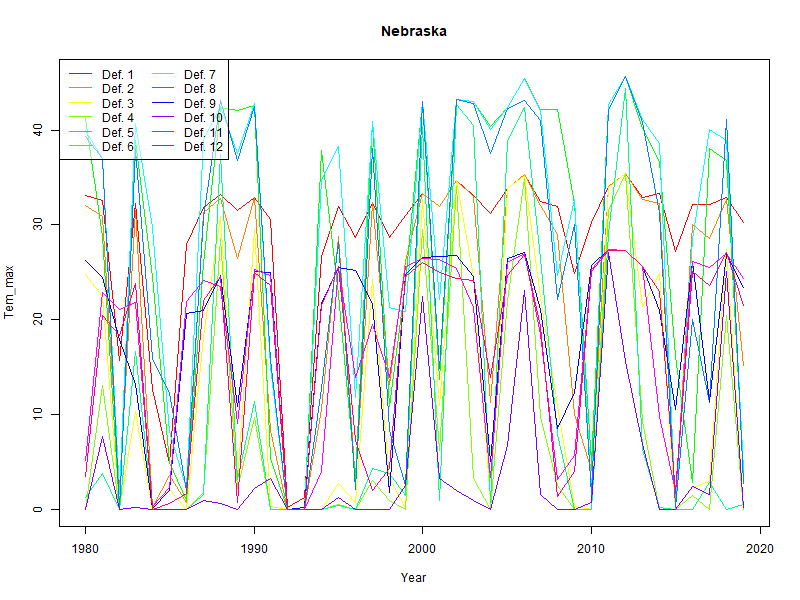 Nebraska
Def. 1 Def. 7
Def. 2 Def. 8
Def. 3 Def. 9
Def. 4 Def. 10
Def. 5 Def. 11
Def. 6 Def. 12
Tem_max
40
30
20
10
0
1980 1990 2000 2010 2020
Year